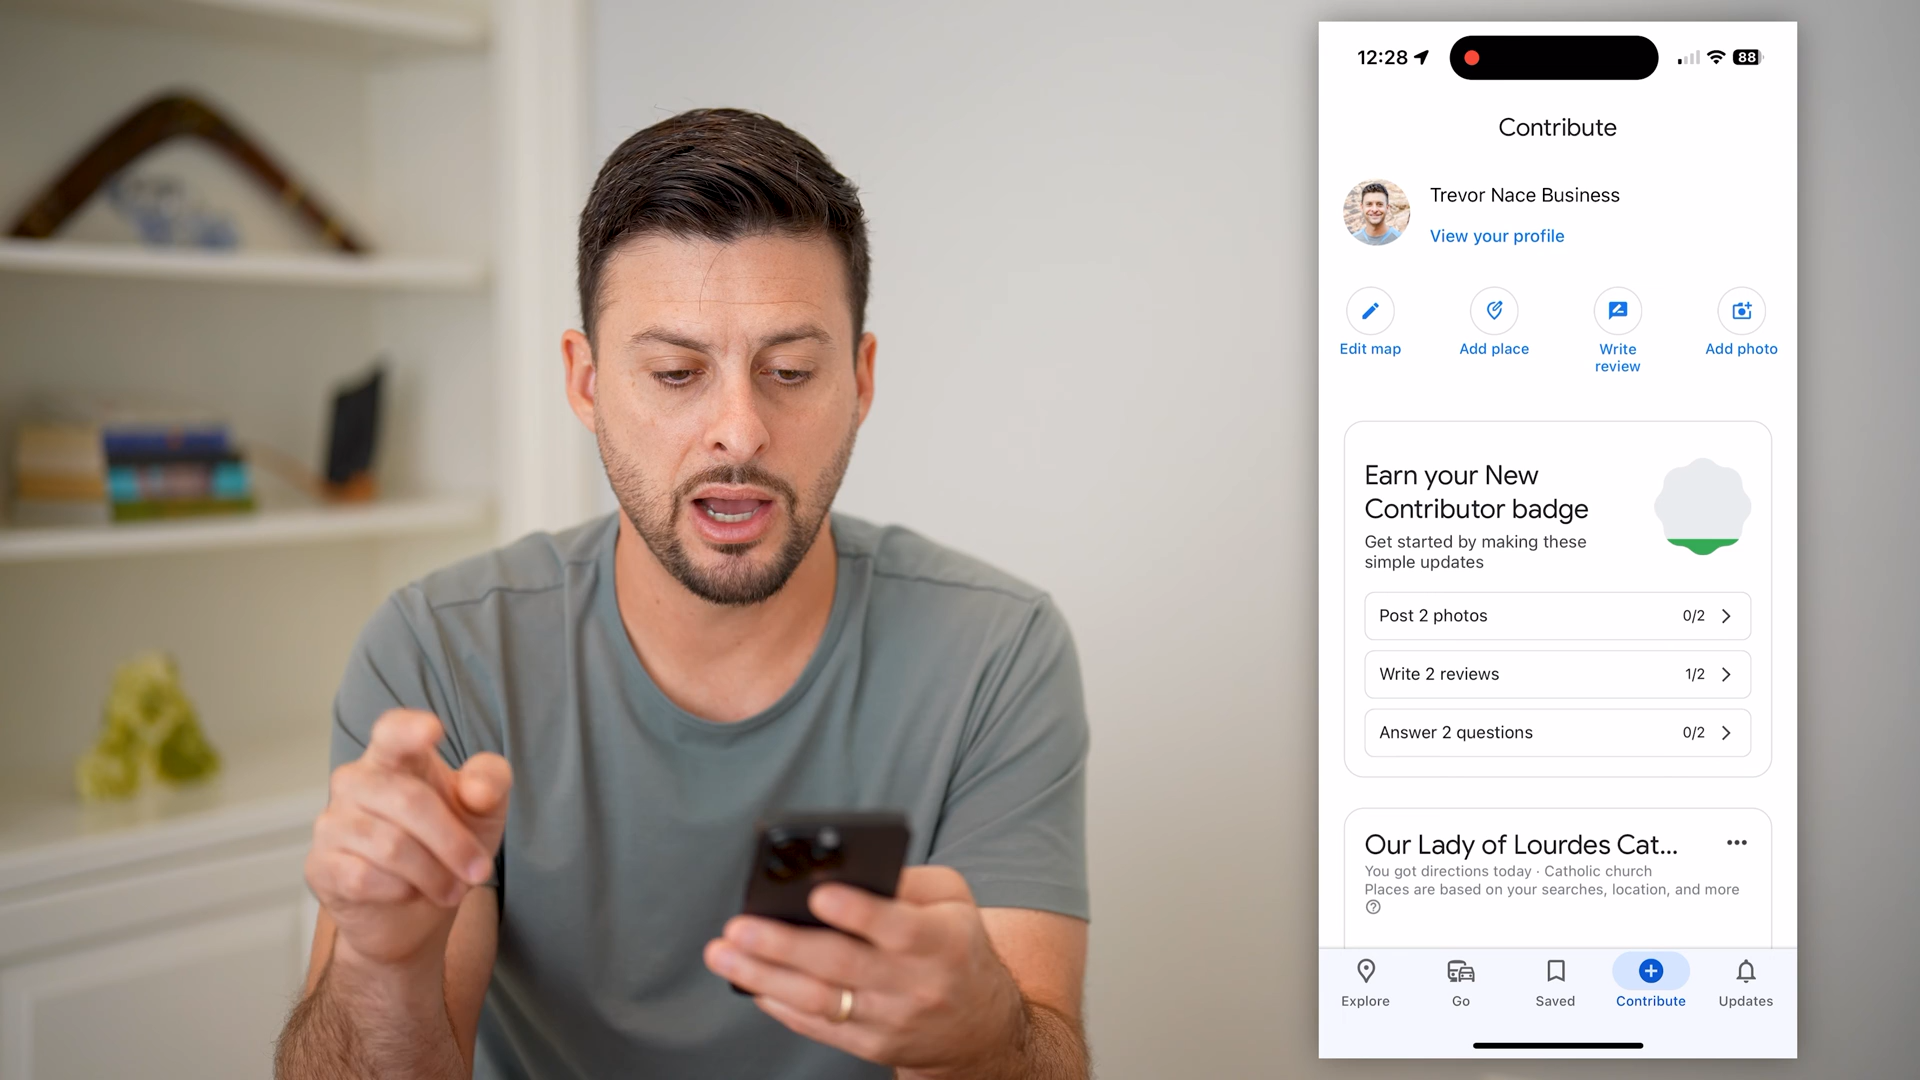 12:28
88
Contribute
Trevor Nace Business
View your profile
Edit map
Add place
Write
review
Add photo
Earn your New
Contributor badge
Get started by making these
simple updates
Post 2 photos 0/2
Write 2 reviews 1/2
Answer 2 questions 0/2
Our Lady of Lourdes Cat...
You got directions today · Catholic church
Places are based on your searches, location, and more
Explore
Go
Saved
Contribute
Updates